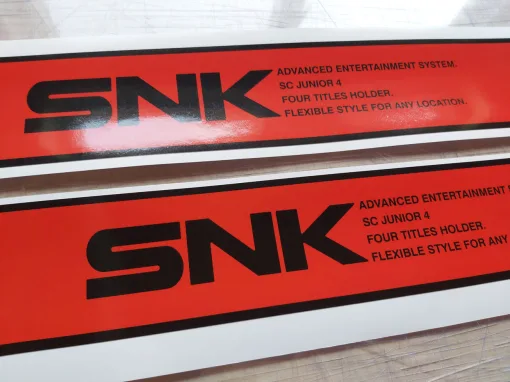 SNK
ADVANCED ENTERTAINMENT SYSTEM.
SC JUNIOR 4
FOUR TITLES HOLDER.
FLEXIBLE STYLE FOR ANY LOCATION.
SNK
ADVANCED ENTERTAINMENT
SC JUNIOR 4
FOUR TITLES HOLDER.
FLEXIBLE STYLE FOR ANY